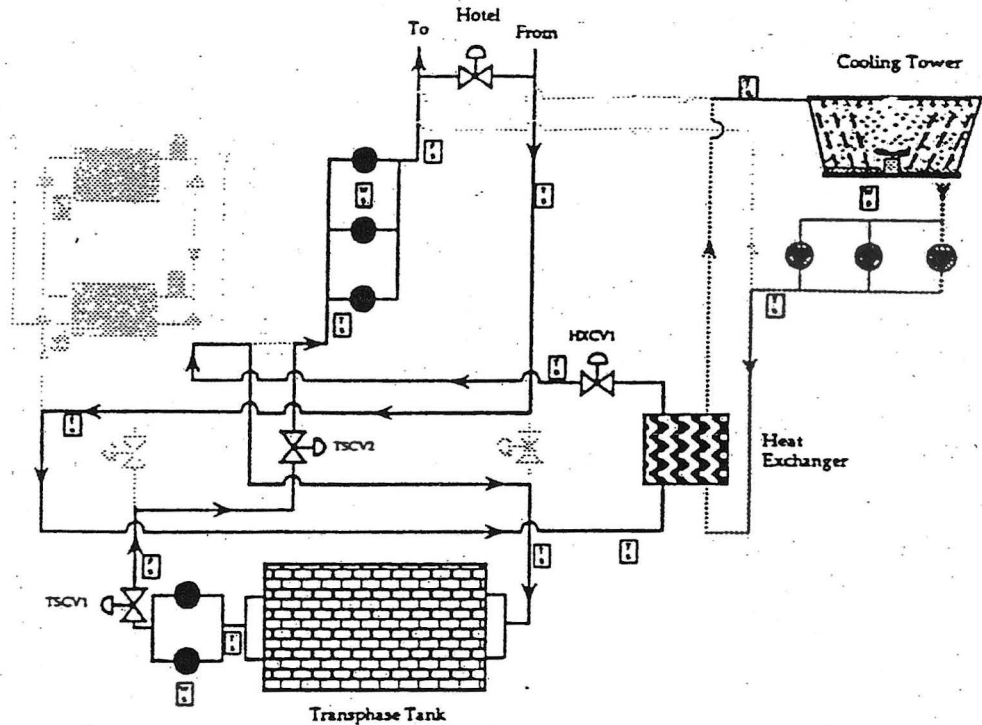 Hotel
To
From
Cooling Tower
HXCV1
TSCV2
Heat
Exchanger
TSCV1
Transphase Tank